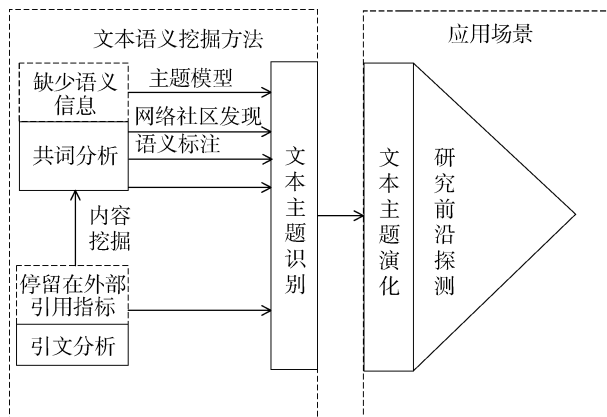 文本语义挖掘方法
缺少语义
信息
共词分析
主题模型
网络社区发现
语义标注
内容
挖掘
停留在外部
引用指标
引文分析
文本主题识别
应用场景
文本主题演化
研究前沿探测